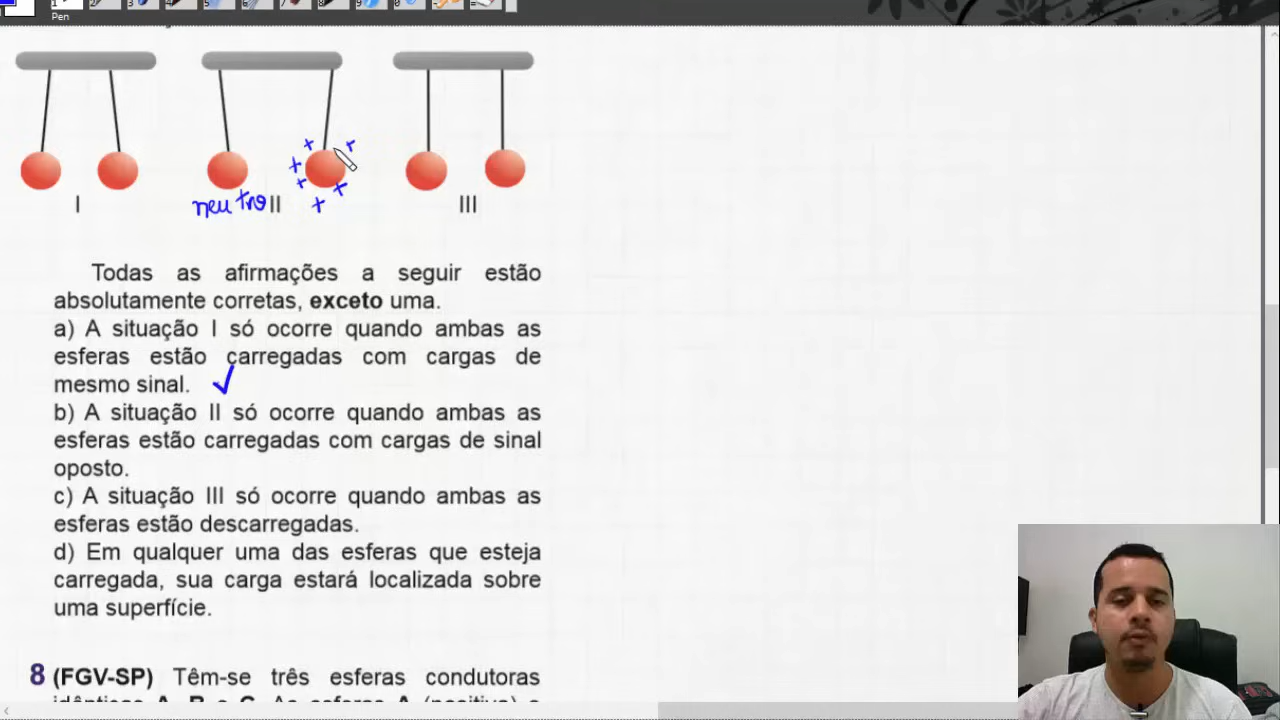 Pen
neutro
I II III
Todas as afirmações a seguir estão
absolutamente corretas, exceto uma.
a) A situação I só ocorre quando ambas as
esferas estão carregadas com cargas de
mesmo sinal.
b) A situação II só ocorre quando ambas as
esferas estão carregadas com cargas de sinal
oposto.
c) A situação III só ocorre quando ambas as
esferas estão descarregadas.
d) Em qualquer uma das esferas que esteja
carregada, sua carga estará localizada sobre
uma superfície.
8 (FGV-SP) Têm-se três esferas condutoras